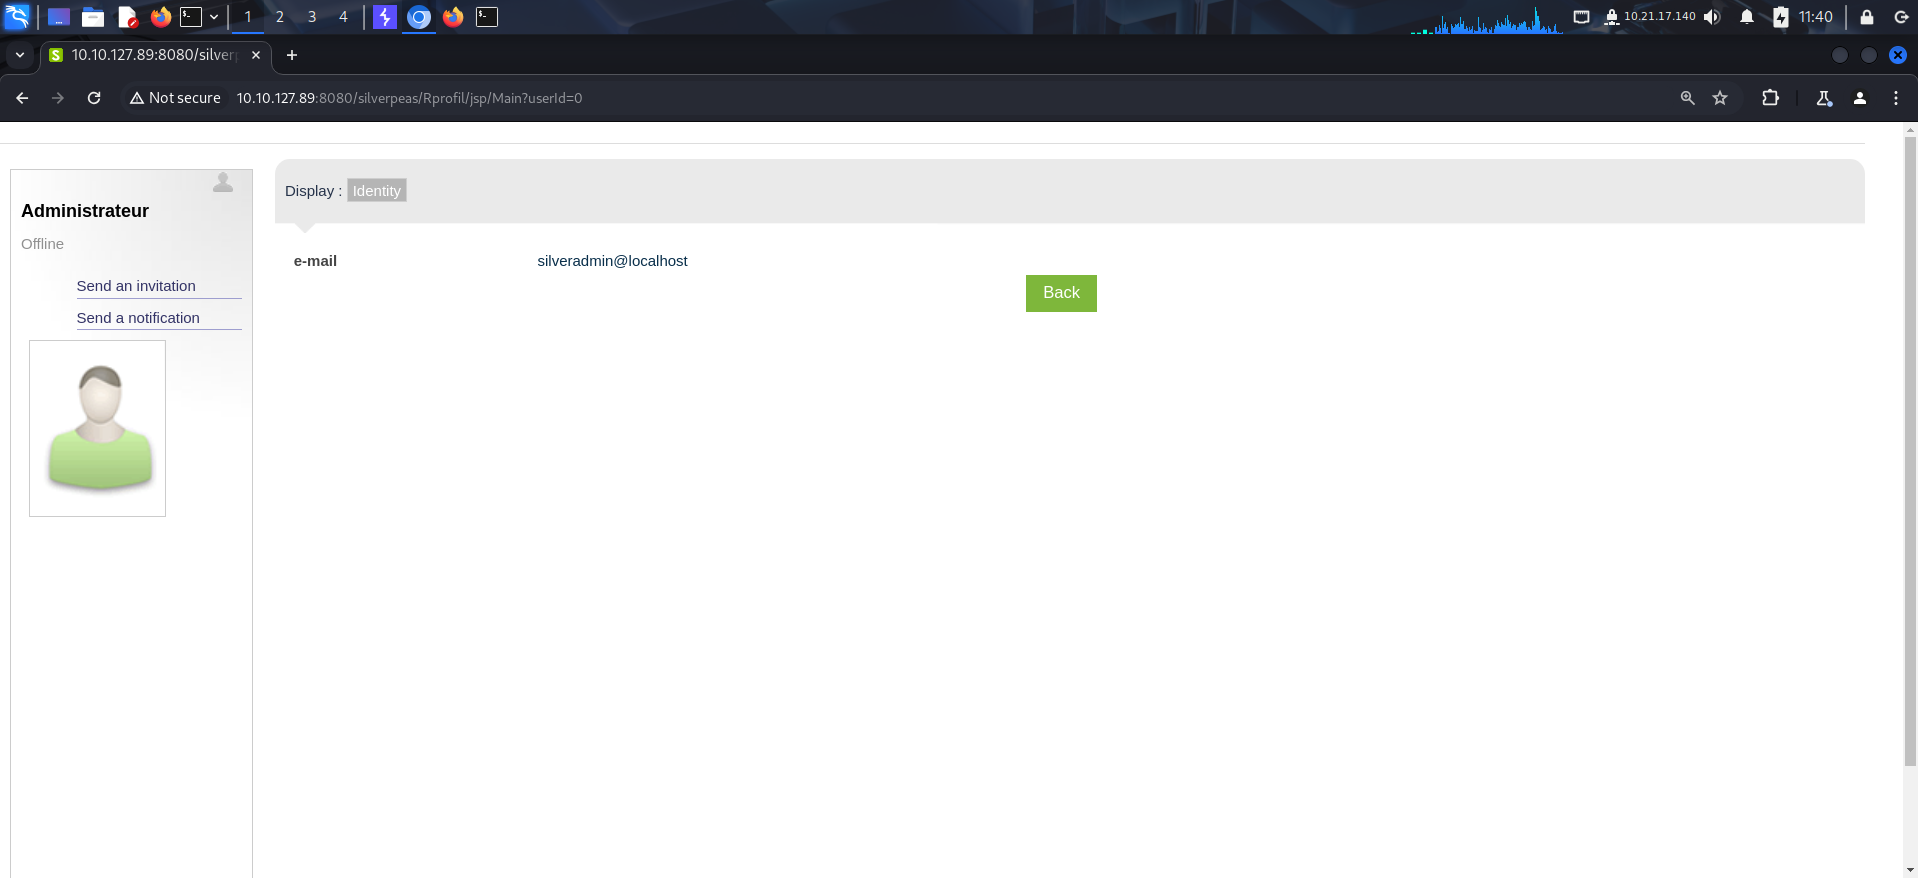 1 2 3 4 10.21.17.140 11:40
10.10.127.89:8080/silverp
Not secure 10.10.127.89:8080/silverpeas/Rprofil/jsp/Main?userId=0
Display : Identity
Administrateur
Offline
e-mail silveradmin@localhost
Send an invitation
Back
Send a notification